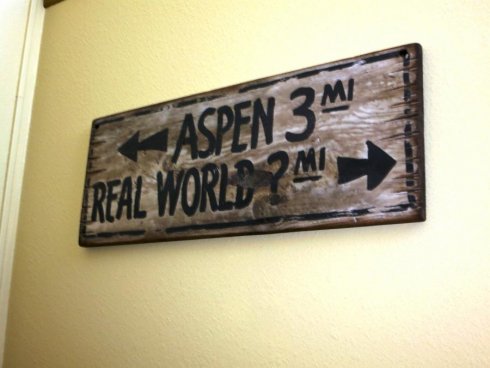 ASPEN 3 MI
REAL WORLD ? MI